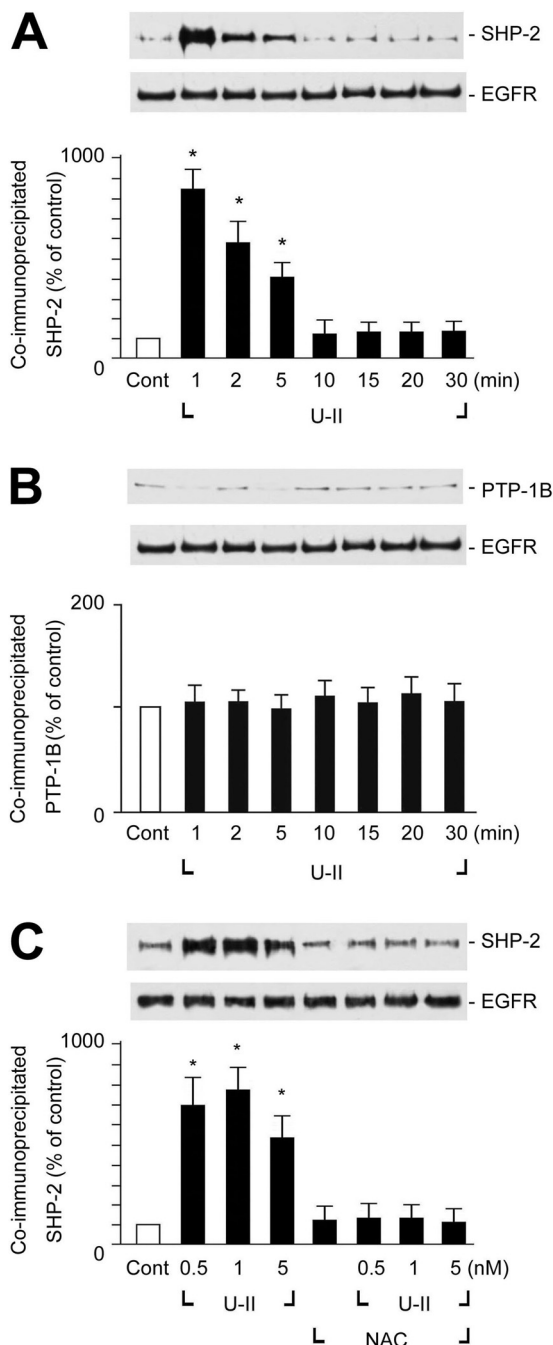 A
- SHP-2
- EGFR
Co-immunoprecipitated
SHP-2 (% of control)
1000
0
* * *
Cont 1 2 5 10 15 20 30 (min)
U-II
B
- PTP-1B
- EGFR
Co-immunoprecipitated
PTP-1B (% of control)
200
0
Cont 1 2 5 10 15 20 30 (min)
U-II
C
- SHP-2
- EGFR
Co-immunoprecipitated
SHP-2 (% of control)
1000
0
* * *
Cont 0.5 1 5 0.5 1 5 (nM)
U-II U-II
NAC